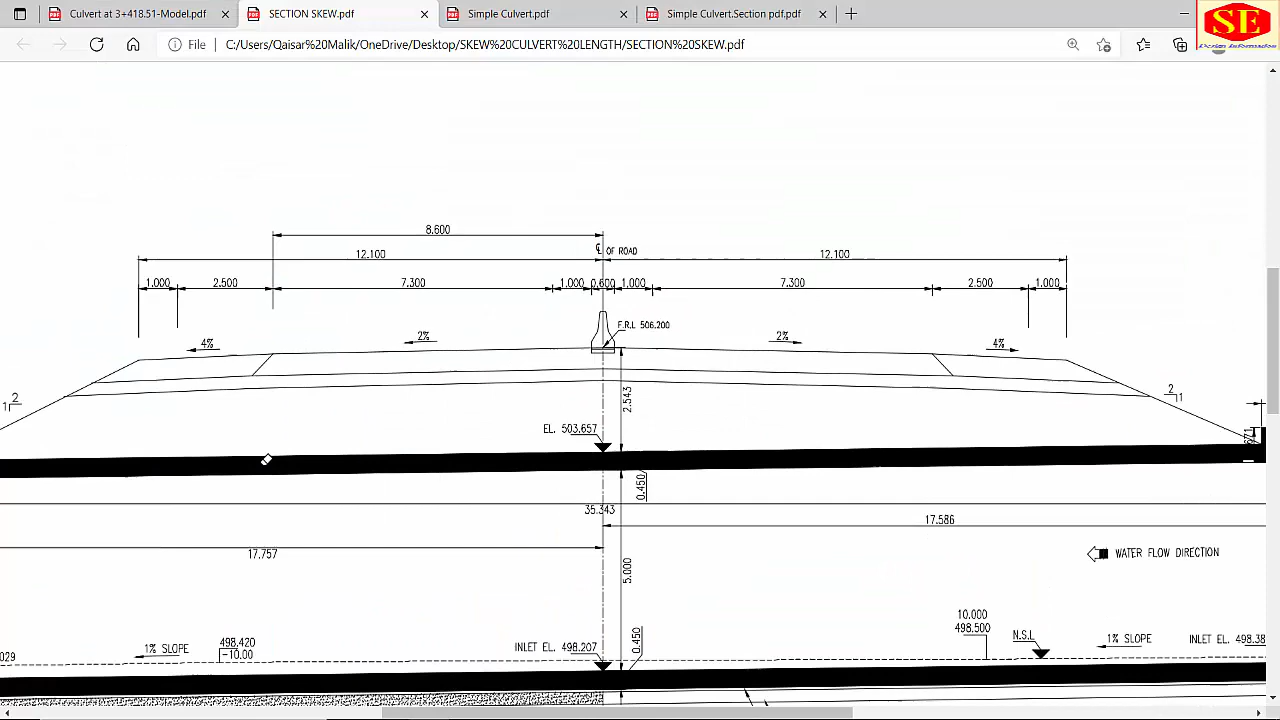 Culvert at 3+418.51-Model.pdf
SECTION SKEW.pdf
Simple Culvert.pdf
Simple Culvert.Section pdf.pdf
SE
Design Informative
File
C:/Users/Qaisar%20Malik/OneDrive/Desktop/SKEW%20CULVERT%20LENGTH/SECTION%20SKEW.pdf
8.600
℄ OF ROAD
12.100
12.100
1.000
2.500
7.300
1.000
0.600
1.000
7.300
2.500
1.000
F.R.L 506.200
4%
2%
2%
4%
2
1
2
1
2.543
EL. 503.657
671
0.450
35.343
17.586
17.757
WATER FLOW DIRECTION
5.000
10.000
498.500
N.S.L
1% SLOPE
INLET EL. 498.38
029
1% SLOPE
498.420
-10.00
INLET EL. 498.207
0.450